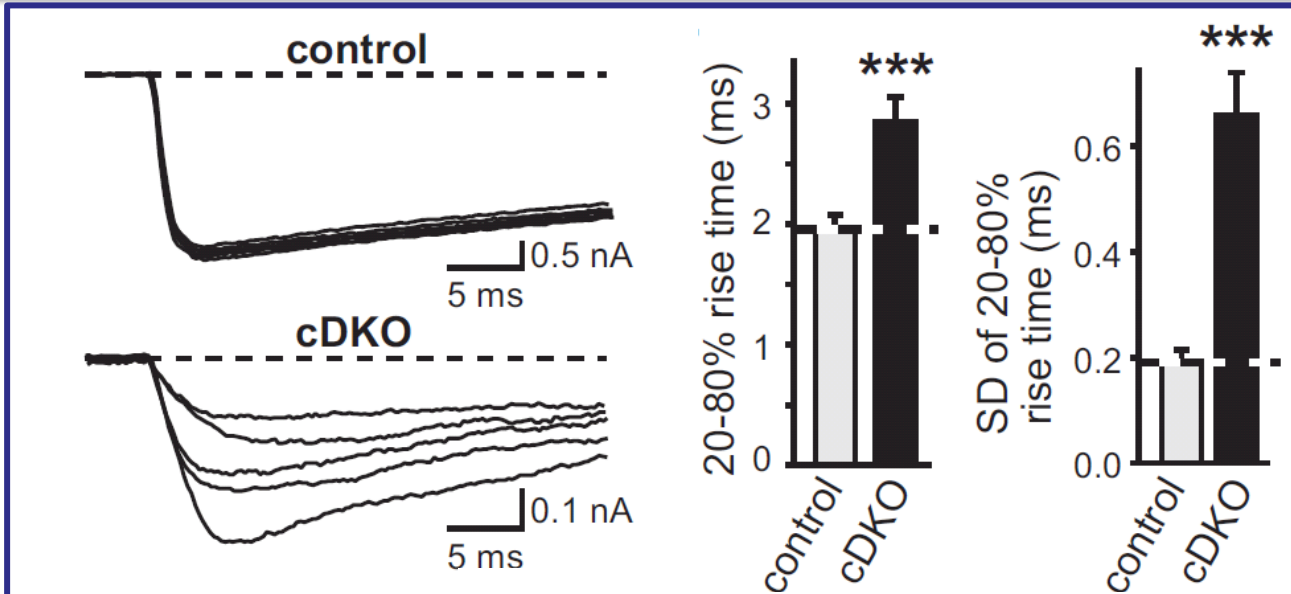 control
0.5 nA
5 ms
cDKO
0.1 nA
5 ms
20-80% rise time (ms)
3
2
1
0
***
control
cDKO
SD of 20-80%
rise time (ms)
0.6
0.4
0.2
0.0
***
control
cDKO